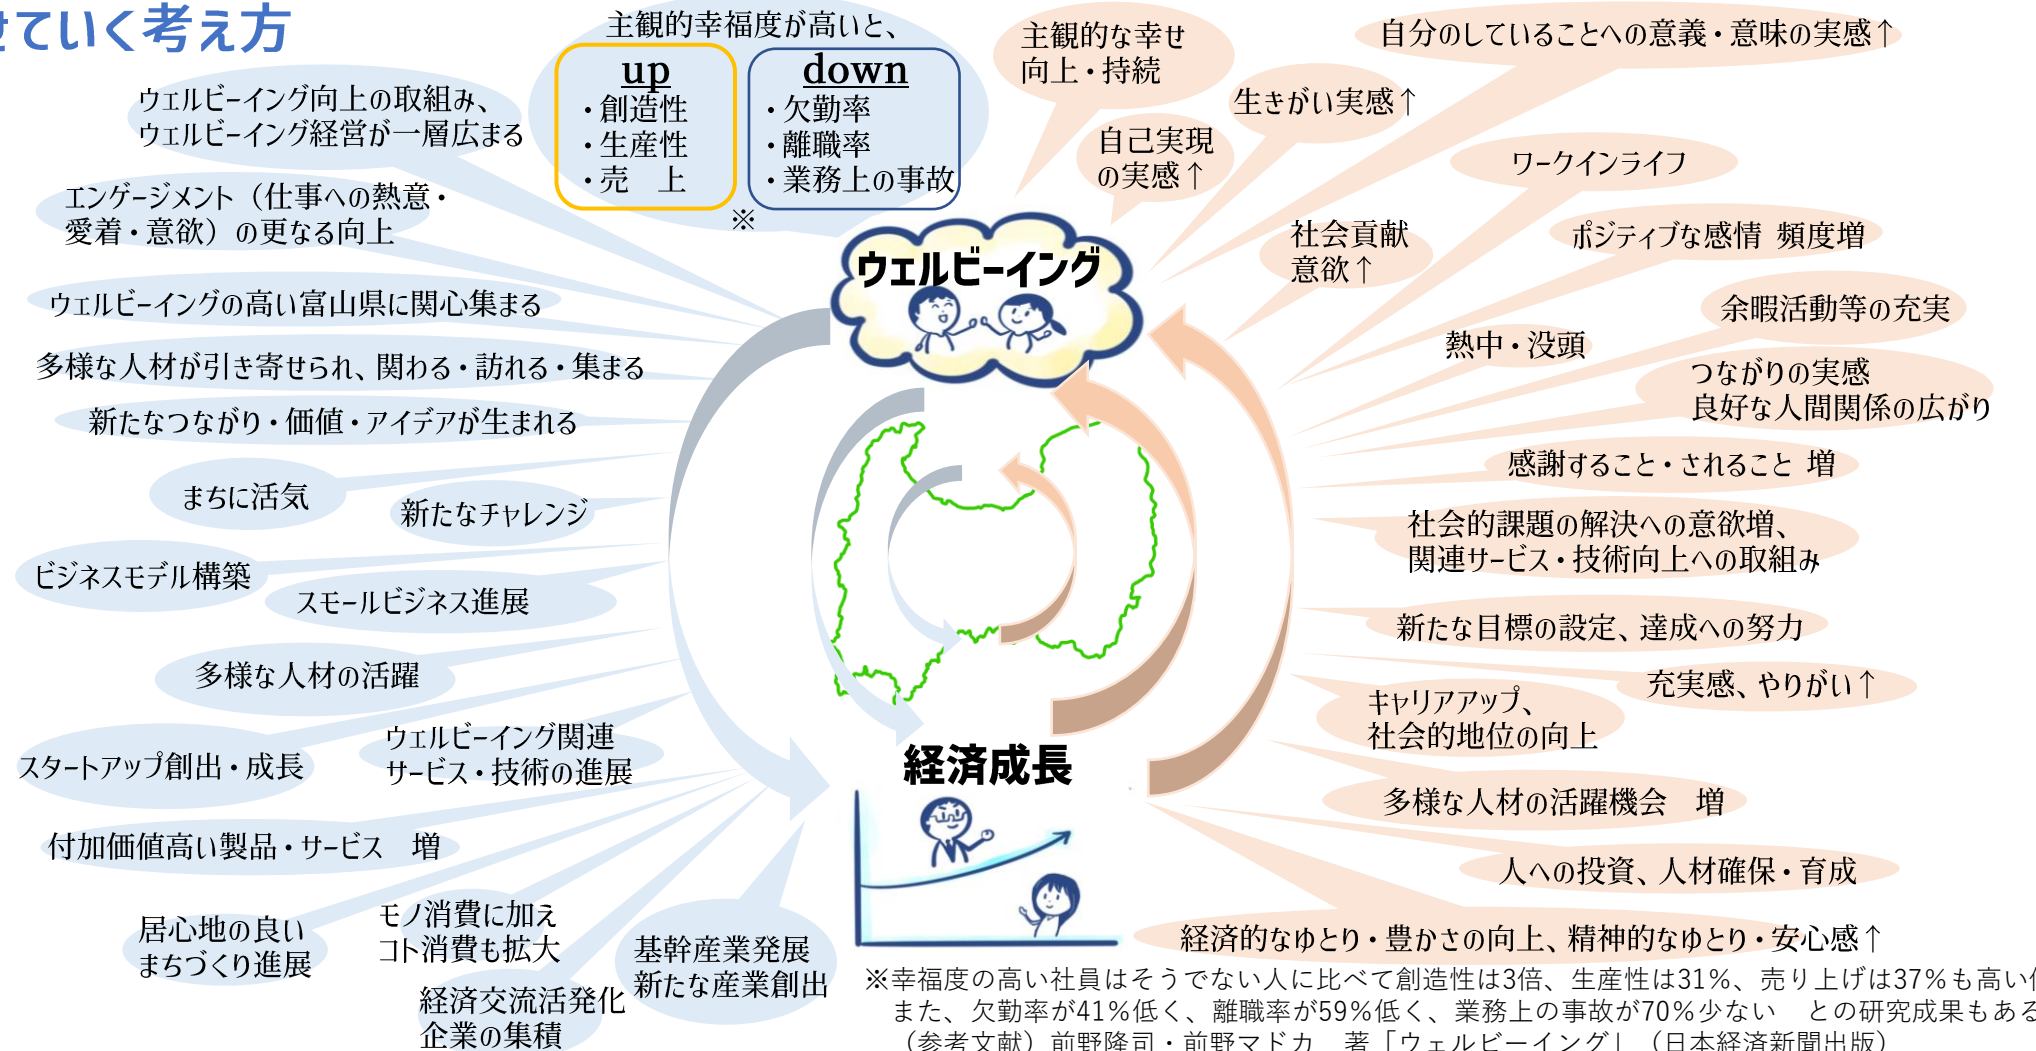 せていく考え方
主観的幸福度が高いと、
up
・創造性
・生産性
・売　上
down
・欠勤率
・離職率
・業務上の事故
※
ウェルビーイング向上の取組み、
ウェルビーイング経営が一層広まる
エンゲージメント（仕事への熱意・
愛着・意欲）の更なる向上
ウェルビーイングの高い富山県に関心集まる
多様な人材が引き寄せられ、関わる・訪れる・集まる
新たなつながり・価値・アイデアが生まれる
まちに活気
新たなチャレンジ
ビジネスモデル構築
スモールビジネス進展
多様な人材の活躍
スタートアップ創出・成長
ウェルビーイング関連
サービス・技術の進展
付加価値高い製品・サービス　増
居心地の良い
まちづくり進展
モノ消費に加え
コト消費も拡大
経済交流活発化
企業の集積
基幹産業発展
新たな産業創出
ウェルビーイング
経済成長
主観的な幸せ
向上・持続
自己実現
の実感↑
生きがい実感↑
自分のしていることへの意義・意味の実感↑
ワークインライフ
社会貢献
意欲↑
ポジティブな感情 頻度増
余暇活動等の充実
熱中・没頭
つながりの実感
良好な人間関係の広がり
感謝すること・されること 増
社会的課題の解決への意欲増、
関連サービス・技術向上への取組み
新たな目標の設定、達成への努力
充実感、やりがい↑
キャリアアップ、
社会的地位の向上
多様な人材の活躍機会　増
人への投資、人材確保・育成
経済的なゆとり・豊かさの向上、精神的なゆとり・安心感↑
※幸福度の高い社員はそうでない人に比べて創造性は3倍、生産性は31%、売り上げは37%も高い
また、欠勤率が41%低く、離職率が59%低く、業務上の事故が70%少ない　との研究成果もある
（参考文献）前野隆司・前野マドカ　著「ウェルビーイング」（日本経済新聞出版）